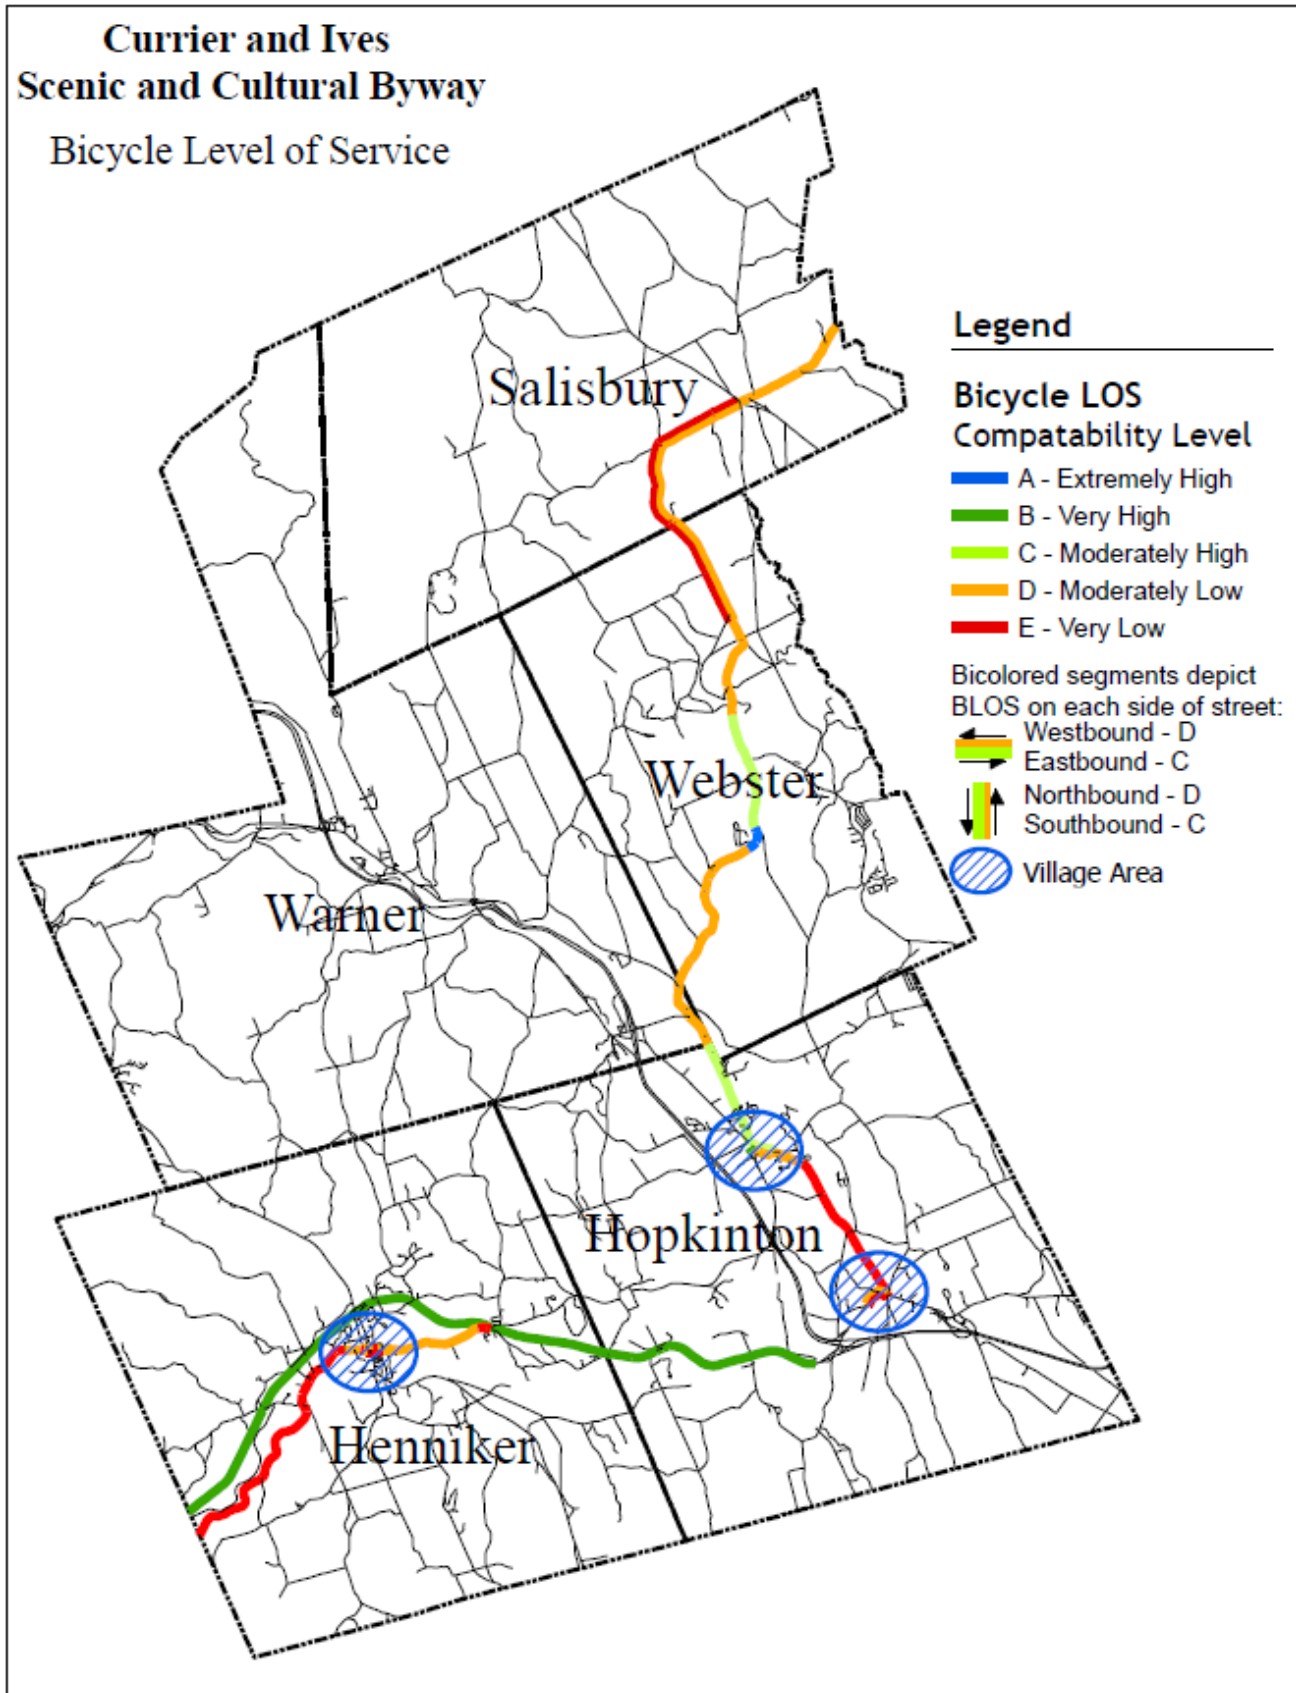 Currier and Ives
Scenic and Cultural Byway
Bicycle Level of Service
Salisbury
Legend
Bicycle LOS
Compatability Level
A - Extremely High
B - Very High
C - Moderately High
D - Moderately Low
E - Very Low
Bicolored segments depict
BLOS on each side of street:
Westbound - D
Eastbound - C
Northbound - D
Southbound - C
Village Area
Webster
Warner
Hopkinton
Henniker